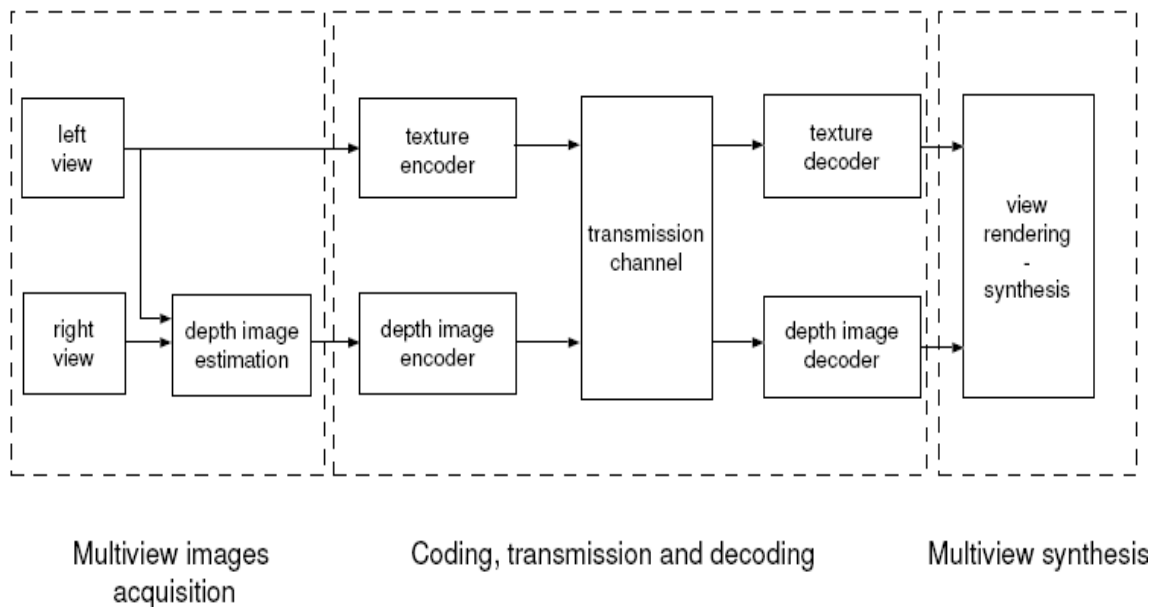 left
view
texture
encoder
texture
decoder
transmission
channel
view
rendering
-
synthesis
right
view
depth image
estimation
depth image
encoder
depth image
decoder
Multiview images
acquisition
Coding, transmission and decoding
Multiview synthesis